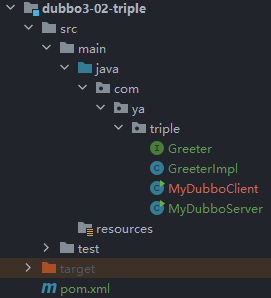 dubbo3-02-triple
src
main
java
com
ya
triple
I Greeter
C GreeterImpl
C MyDubboClient
C MyDubboServer
resources
test
target
m pom.xml